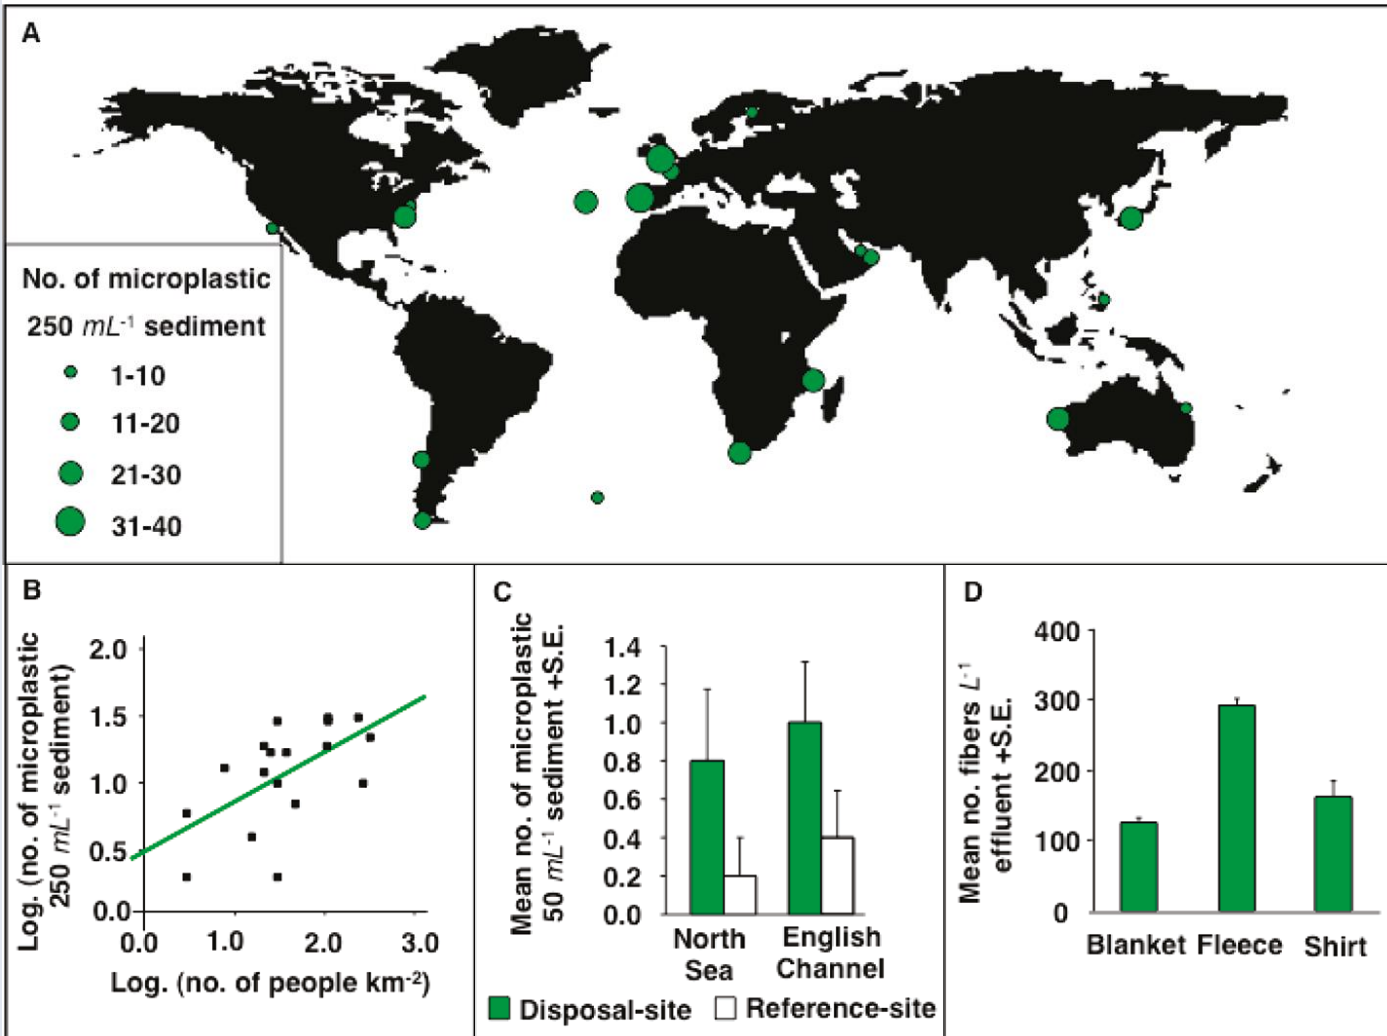 A
No. of microplastic
250 mL-1 sediment
1-10
11-20
21-30
31-40
B
Log. (no. of microplastic
250 mL-1 sediment)
2.0
1.5
1.0
0.5
0.0
0.0 1.0 2.0 3.0
Log. (no. of people km-2)
C
Mean no. of microplastic
50 mL-1 sediment +S.E.
1.4
1.2
1.0
0.8
0.6
0.4
0.2
0.0
North English
Sea Channel
Disposal-site Reference-site
D
Mean no. fibers L-1
effluent +S.E.
400
300
200
100
0
Blanket Fleece Shirt